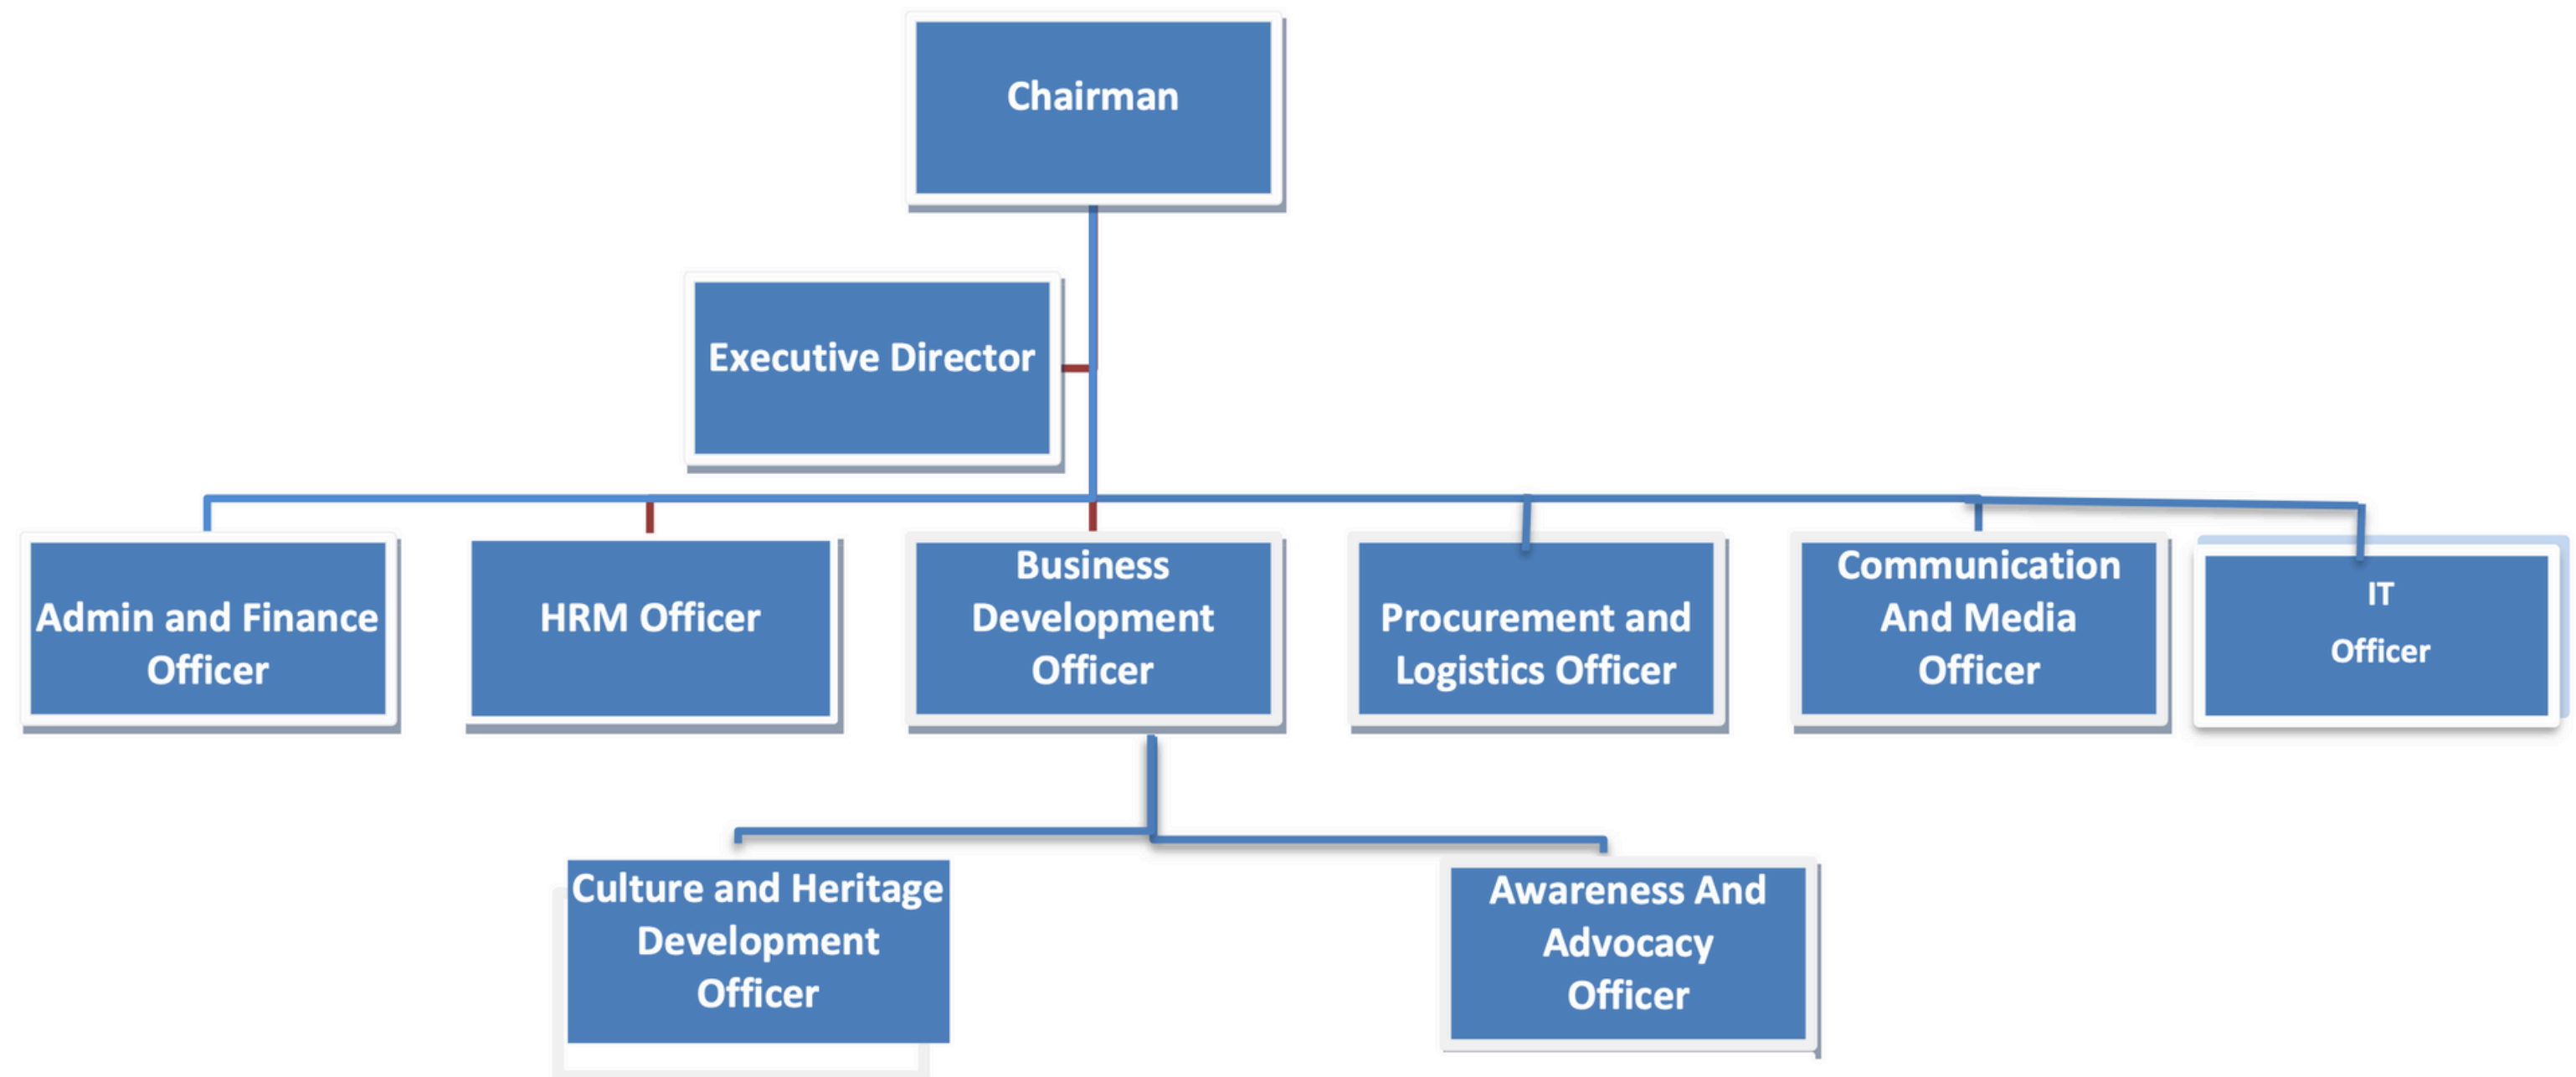 Chairman
Executive Director
Admin and Finance
Officer
HRM Officer
Business
Development
Officer
Procurement and
Logistics Officer
Communication
And Media
Officer
IT
Officer
Culture and Heritage
Development
Officer
Awareness And
Advocacy
Officer